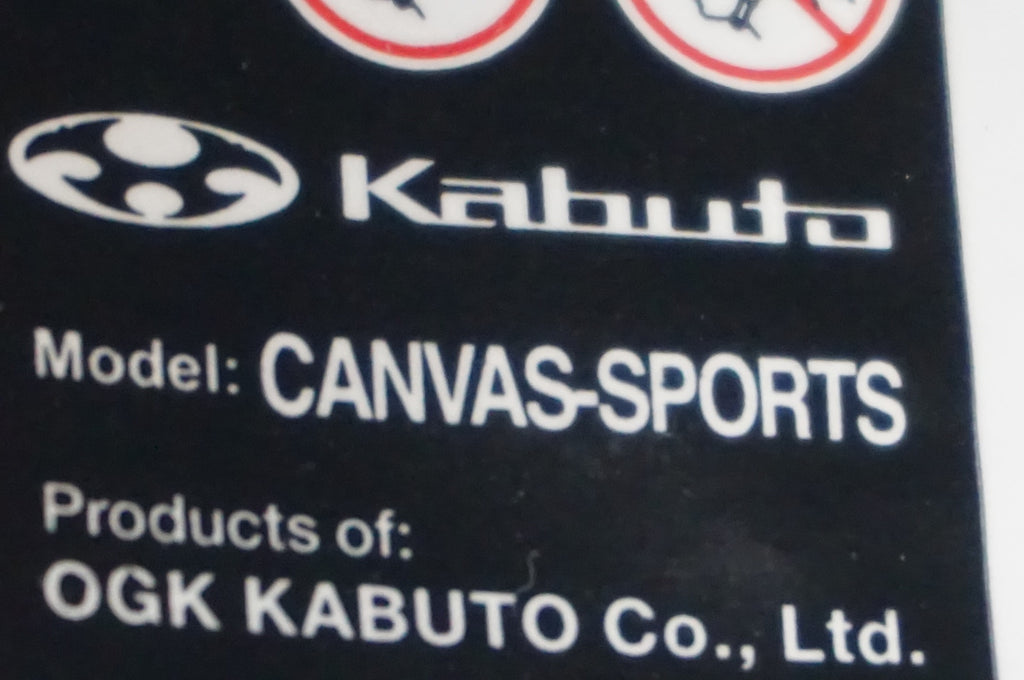 Kabuto
Model: CANVAS-SPORTS
Products of:
OGK KABUTO Co., Ltd.